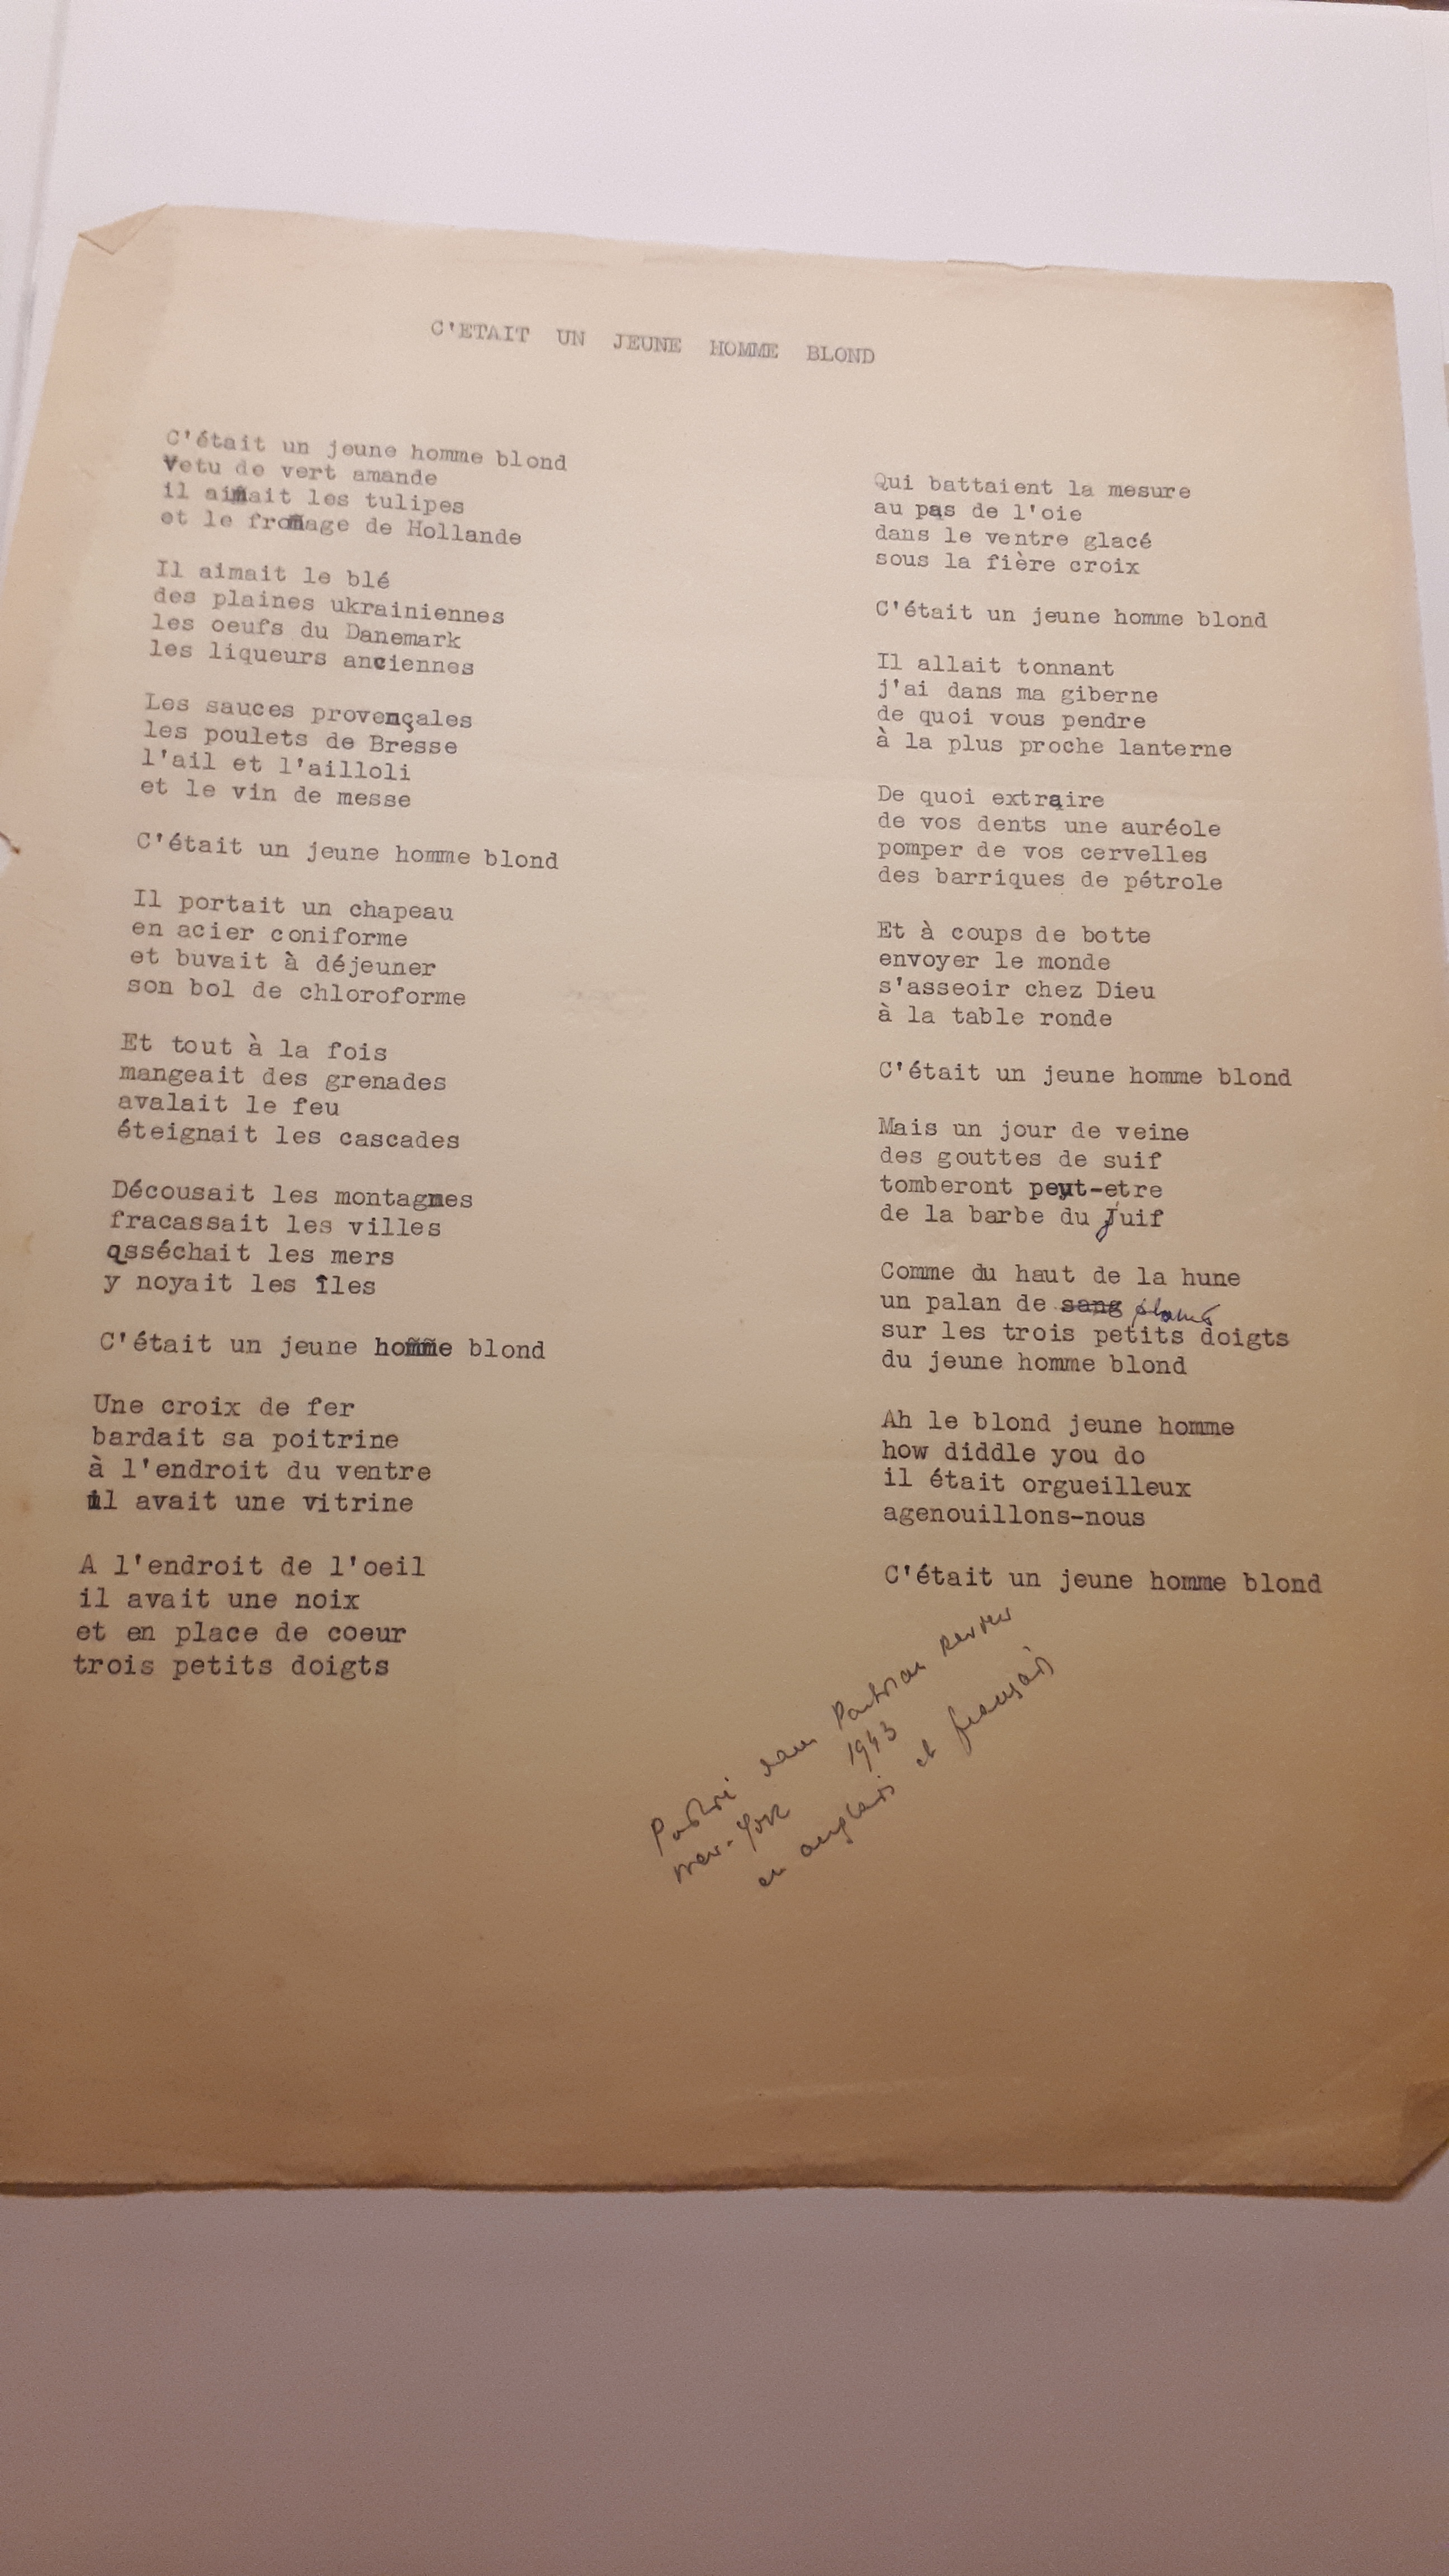 C'ETAIT UN JEUNE HOMME BLOND
C'était un jeune homme blond
Vetu de vert amande
il aimait les tulipes
et le fromage de Hollande
Il aimait le blé
des plaines ukrainiennes
les oeufs du Danemark
les liqueurs anciennes
Les sauces provençales
les poulets de Bresse
l'ail et l'ailloli
et le vin de messe
C'était un jeune homme blond
Il portait un chapeau
en acier coniforme
et buvait à déjeuner
son bol de chloroforme
Et tout à la fois
mangeait des grenades
avalait le feu
éteignait les cascades
Décousait les montagnes
fracassait les villes
asséchait les mers
y noyait les îles
C'était un jeune homme blond
Une croix de fer
bardait sa poitrine
à l'endroit du ventre
il avait une vitrine
A l'endroit de l'oeil
il avait une noix
et en place de coeur
trois petits doigts
Qui battaient la mesure
au pas de l'oie
dans le ventre glacé
sous la fière croix
C'était un jeune homme blond
Il allait tonnant
j'ai dans ma giberne
de quoi vous pendre
à la plus proche lanterne
De quoi extraire
de vos dents une auréole
pomper de vos cervelles
des barriques de pétrole
Et à coups de botte
envoyer le monde
s'asseoir chez Dieu
à la table ronde
C'était un jeune homme blond
Mais un jour de veine
des gouttes de suif
tomberont peut-etre
de la barbe du Juif
Comme du haut de la hune
un palan de sang
sur les trois petits doigts
du jeune homme blond
Ah le blond jeune homme
how diddle you do
il était orgueilleux
agenouillons-nous
C'était un jeune homme blond
Publié dans Partisan Review
New-York 1943
en anglais et français